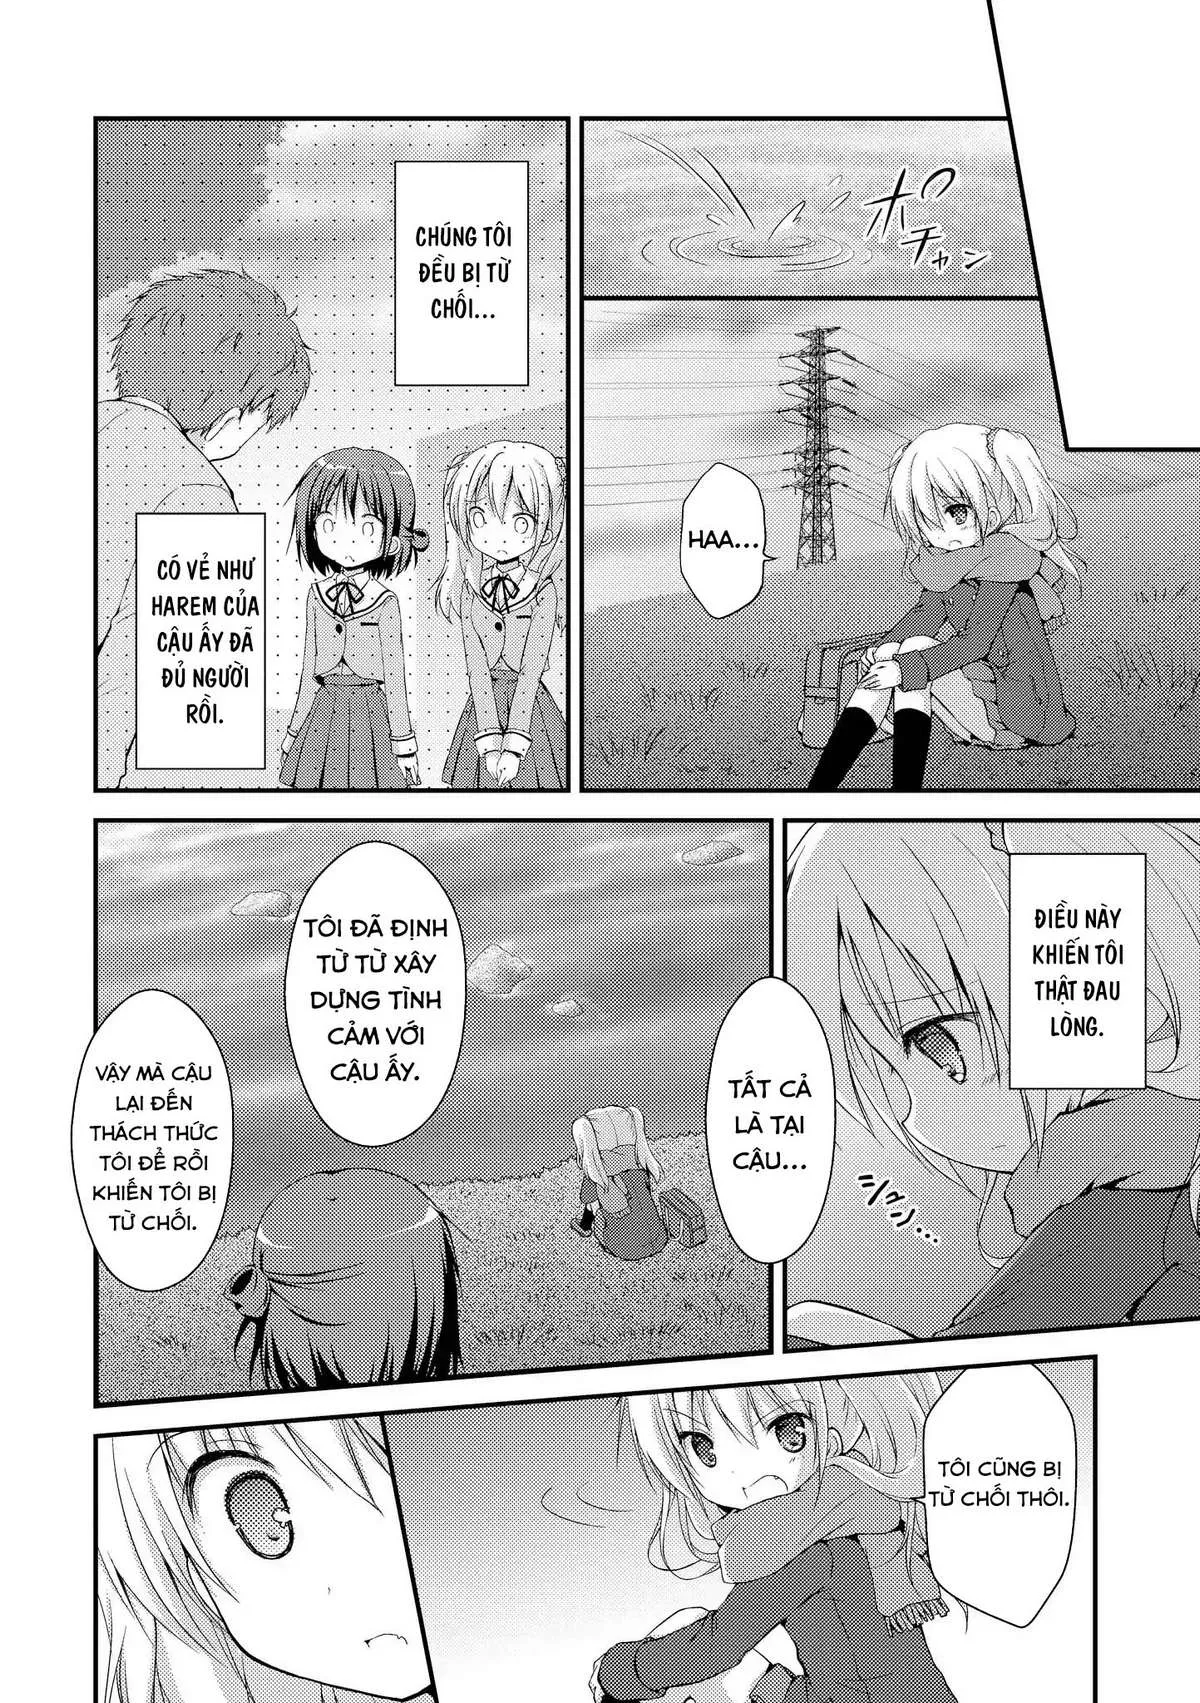 ポチャン
HAA...
CHÚNG TÔI
ĐỀU BỊ TỪ
CHỐI...
CÓ VẺ NHƯ
HAREM CỦA
CẬU ẤY ĐÃ
ĐỦ NGƯỜI
RỒI.
ĐIỀU NÀY
KHIẾN TÔI
THẬT ĐAU
LÒNG.
シュン...
TẤT CẢ
LÀ TẠI
CẬU...
TÔI ĐÃ ĐỊNH
TỪ TỪ XÂY
DỰNG TÌNH
CẢM VỚI
CẬU ẤY.
VẬY MÀ CẬU
LẠI ĐẾN
THÁCH THỨC
TÔI ĐỂ RỒI
KHIẾN TÔI BỊ
TỪ CHỐI.
TÔI CŨNG BỊ
TỪ CHỐI THÔI.